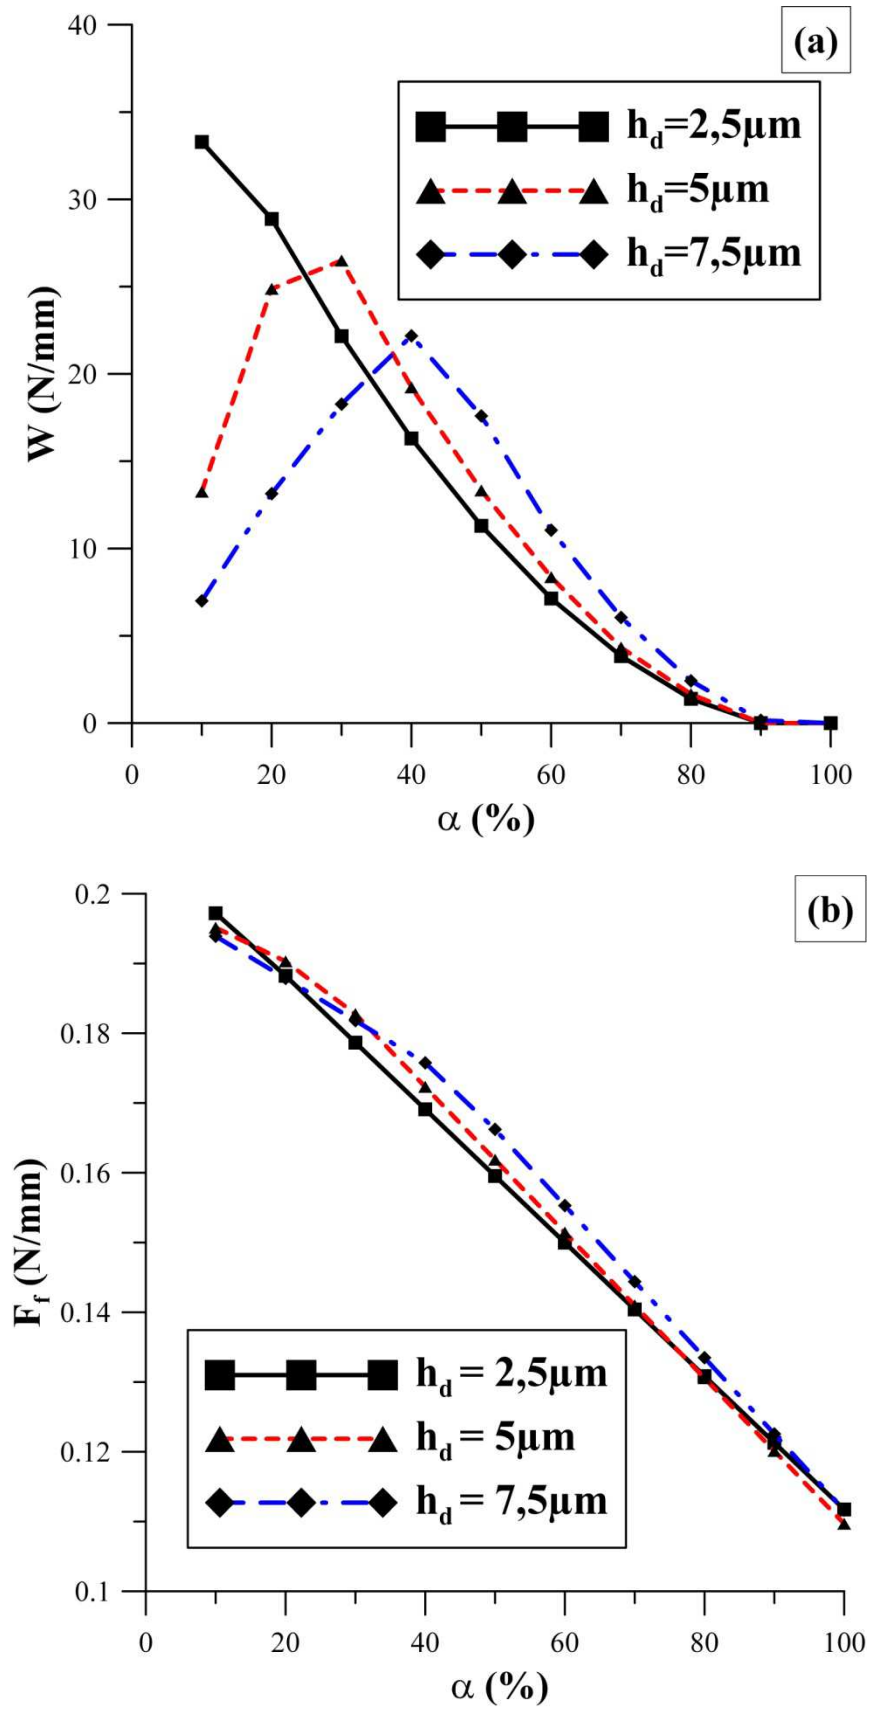 (a)
40
30
20
10
0
W (N/mm)
h_d=2,5µm
h_d=5µm
h_d=7,5µm
0 20 40 60 80 100
α (%)
(b)
0.2
0.18
0.16
0.14
0.12
0.1
F_f (N/mm)
h_d = 2,5µm
h_d = 5µm
h_d = 7,5µm
0 20 40 60 80 100
α (%)